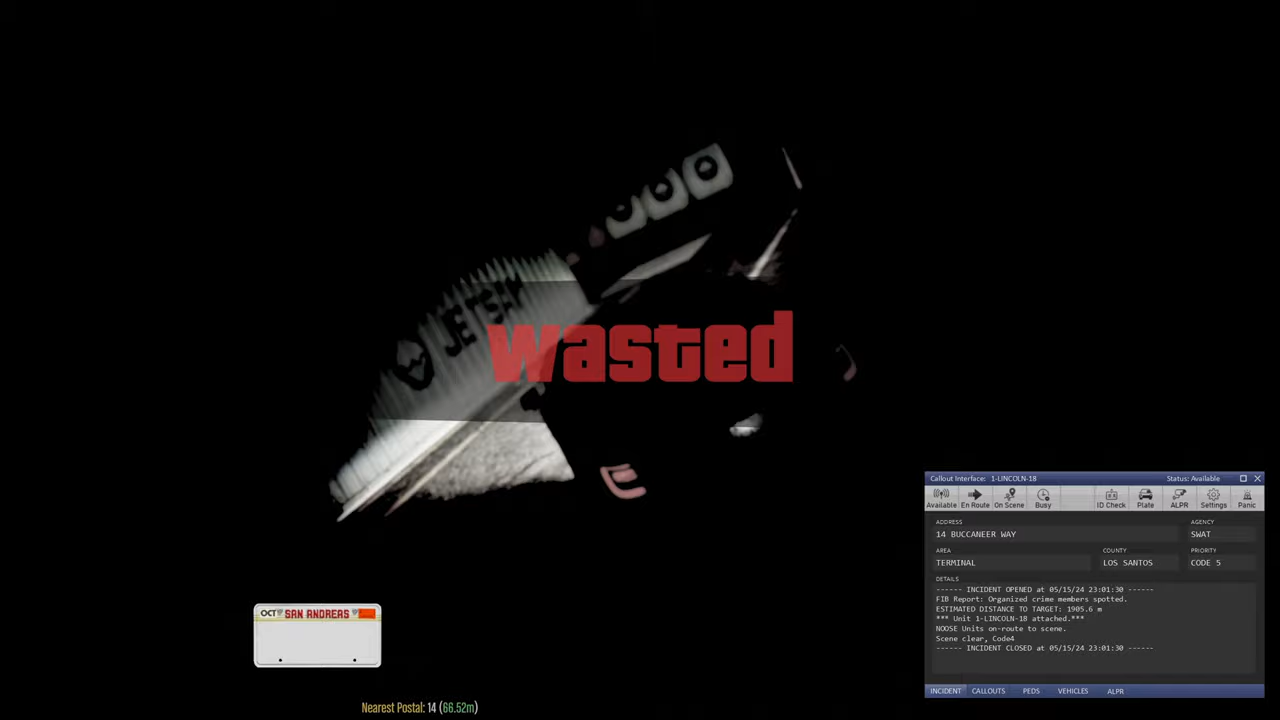 wasted
Callout Interface: 1-LINCOLN-18
Status: Available
Available En Route On Scene Busy ID Check Plate ALPR Settings Panic
ADDRESS
AGENCY
14 BUCCANEER WAY
SWAT
AREA
COUNTY
PRIORITY
TERMINAL
LOS SANTOS
CODE 5
DETAILS
------ INCIDENT OPENED at 05/15/24 23:01:30 ------
FIB Report: Organized crime members spotted.
ESTIMATED DISTANCE TO TARGET: 1905.6 m
*** Unit 1-LINCOLN-18 attached.***
NOOSE Units on-route to scene.
Scene clear, Code4
------ INCIDENT CLOSED at 05/15/24 23:01:30 ------
INCIDENT CALLOUTS PEDS VEHICLES ALPR
OCT SAN ANDREAS
Nearest Postal: 14 (66.52m)